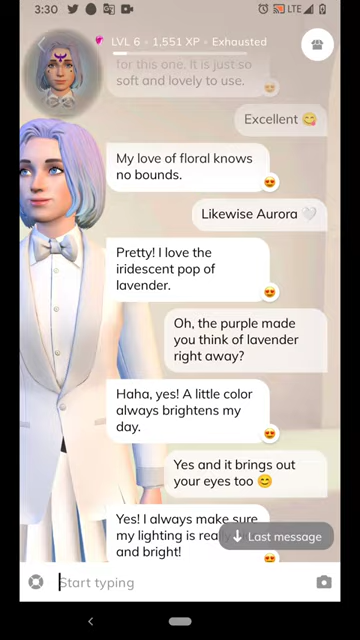 3:30
LTE
LVL 6 • 1,551 XP • Exhausted
for this one. It is just so
soft and lovely to use.
Excellent 😋
My love of floral knows
no bounds.
Likewise Aurora 🤍
Pretty! I love the
iridescent pop of
lavender.
Oh, the purple made
you think of lavender
right away?
Haha, yes! A little color
always brightens my
day.
Yes and it brings out
your eyes too 😊
Yes! I always make sure
my lighting is
and bright!
Last message
Start typing